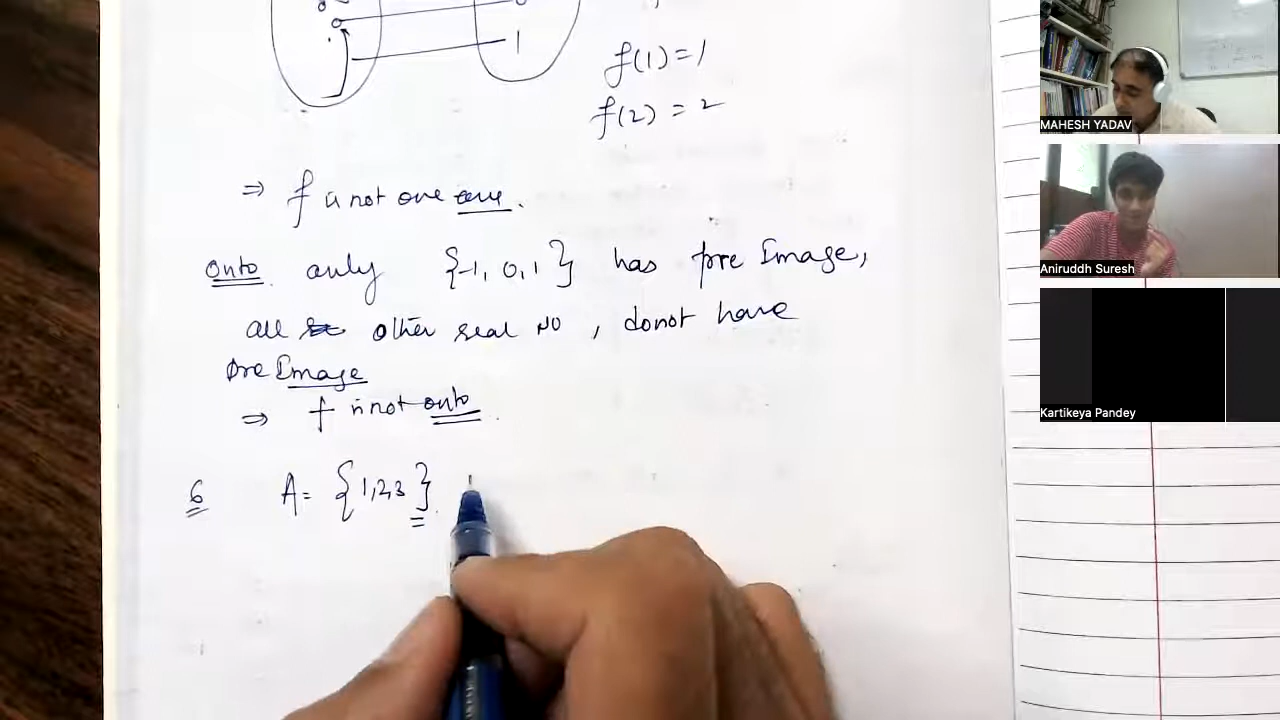 f(1)=1
f(2) = 2
⇒ f is not one one.
Onto. only {-1, 0, 1} has pre Image,
all other real no, donot have
pre Image
⇒ f is not onto.
6 A= {1,2,3}
MAHESH YADAV
Aniruddh Suresh
Kartikeya Pandey